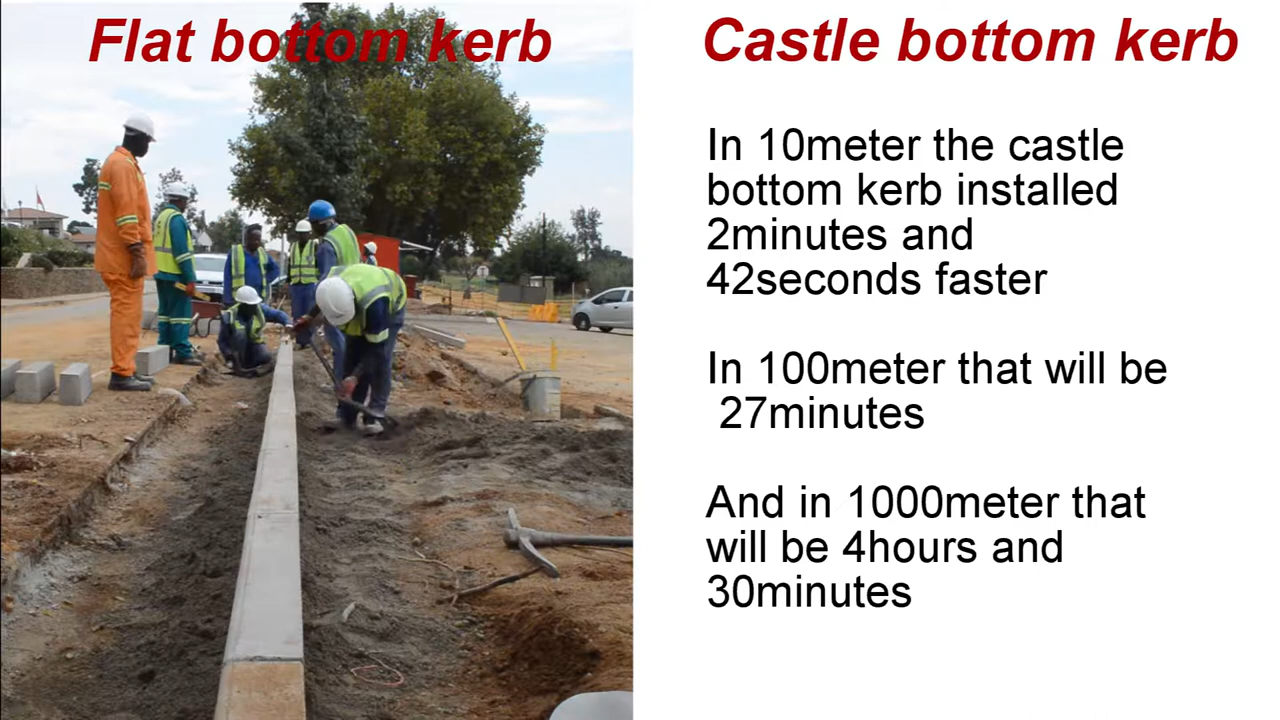 Flat bottom kerb
Castle bottom kerb
In 10meter the castle
bottom kerb installed
2minutes and
42seconds faster
In 100meter that will be
27minutes
And in 1000meter that
will be 4hours and
30minutes